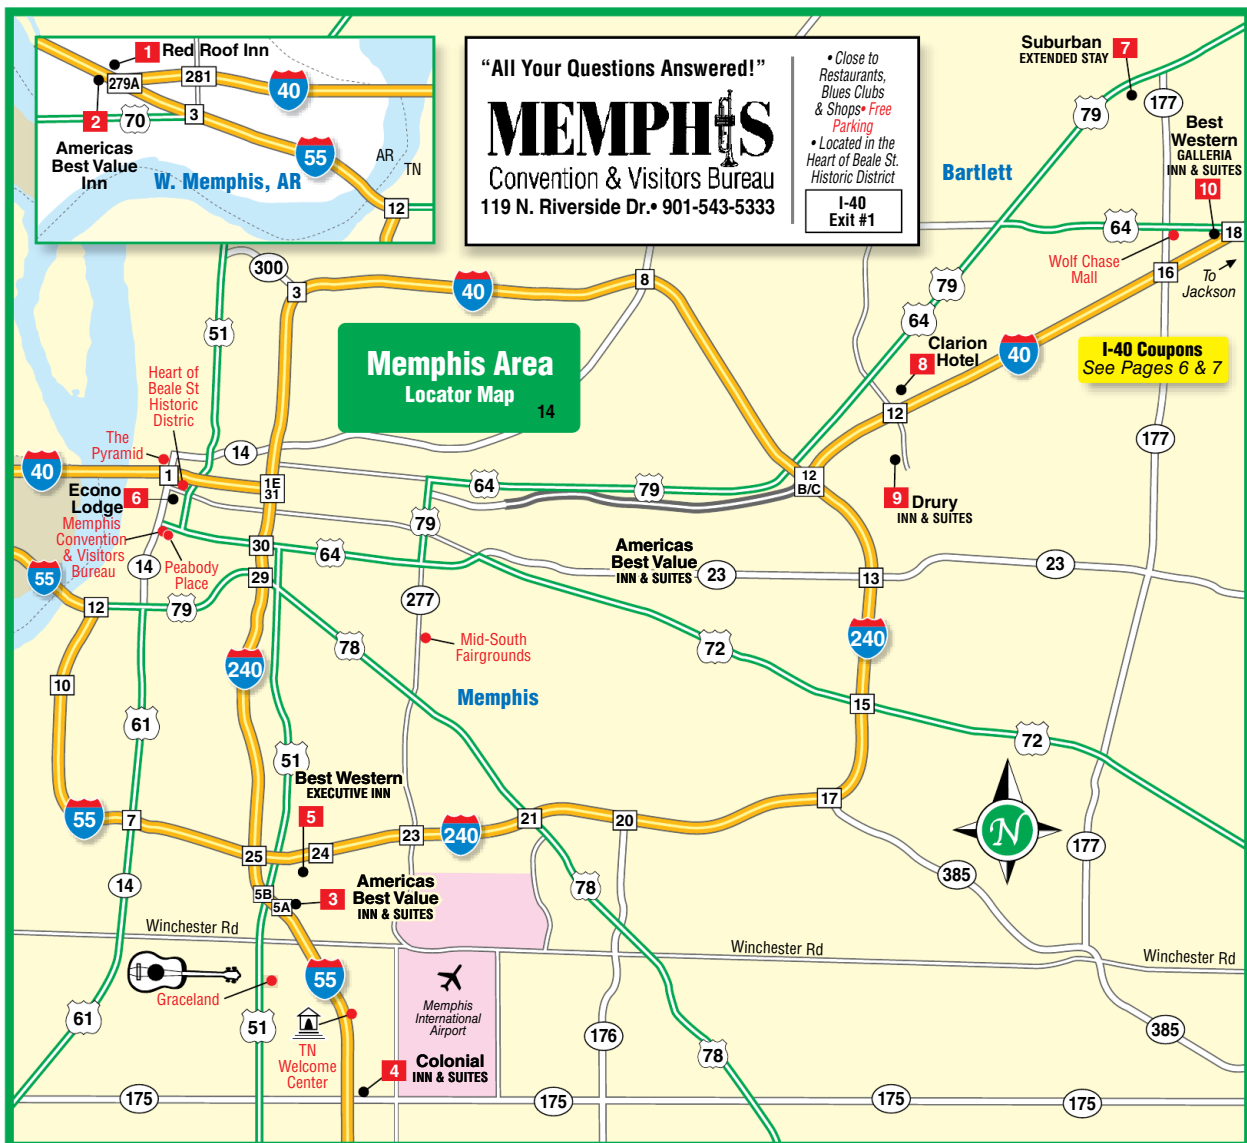 1 Red Roof Inn
279A
281
40
2
70
3
Americas
Best Value
Inn
55
AR
TN
W. Memphis, AR
12
“All Your Questions Answered!”
MEMPHIS
Convention & Visitors Bureau
119 N. Riverside Dr.• 901-543-5333
• Close to
Restaurants,
Blues Clubs
& Shops• Free
Parking
• Located in the
Heart of Beale St.
Historic District
I-40
Exit #1
Suburban
EXTENDED STAY
7
79
177
Best
Western
GALLERIA
INN & SUITES
10
Bartlett
64
18
Wolf Chase
Mall
16
To
Jackson
300
3
40
8
79
64
51
Memphis Area
Locator Map
14
Clarion
Hotel
8
40
I-40 Coupons
See Pages 6 & 7
12
Heart of
Beale St
Historic
Distric
The
Pyramid
14
177
40
1
1E
31
64
79
12
B/C
Econo
Lodge
6
9
Drury
INN & SUITES
Memphis
Convention
& Visitors
Bureau
79
30
64
Americas
Best Value
INN & SUITES
23
13
23
14
Peabody
Place
55
29
12
79
277
78
Mid-South
Fairgrounds
72
240
240
10
Memphis
15
61
72
51
Best Western
EXECUTIVE INN
5
17
N
55
7
25
24
23
240
21
20
177
14
385
78
5B
5A
3
Americas
Best Value
INN & SUITES
Winchester Rd
Winchester Rd
Winchester Rd
Graceland
55
Memphis
International
Airport
61
51
TN
Welcome
Center
176
78
385
4
Colonial
INN & SUITES
175
175
175
175